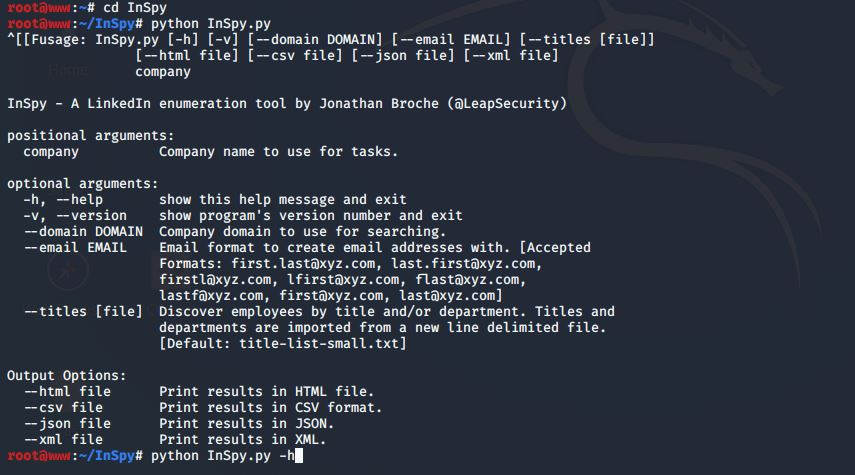 root@www:~# cd InSpy
root@www:~/InSpy# python InSpy.py
^[[Fusage: InSpy.py [-h] [-v] [--domain DOMAIN] [--email EMAIL] [--titles [file]]
[--html file] [--csv file] [--json file] [--xml file]
company
InSpy - A LinkedIn enumeration tool by Jonathan Broche (@LeapSecurity)
positional arguments:
company Company name to use for tasks.
optional arguments:
-h, --help show this help message and exit
-v, --version show program's version number and exit
--domain DOMAIN Company domain to use for searching.
--email EMAIL Email format to create email addresses with. [Accepted
Formats: first.last@xyz.com, last.first@xyz.com,
firstl@xyz.com, lfirst@xyz.com, flast@xyz.com,
lastf@xyz.com, first@xyz.com, last@xyz.com]
--titles [file] Discover employees by title and/or department. Titles and
departments are imported from a new line delimited file.
[Default: title-list-small.txt]
Output Options:
--html file Print results in HTML file.
--csv file Print results in CSV format.
--json file Print results in JSON.
--xml file Print results in XML.
root@www:~/InSpy# python InSpy.py -h